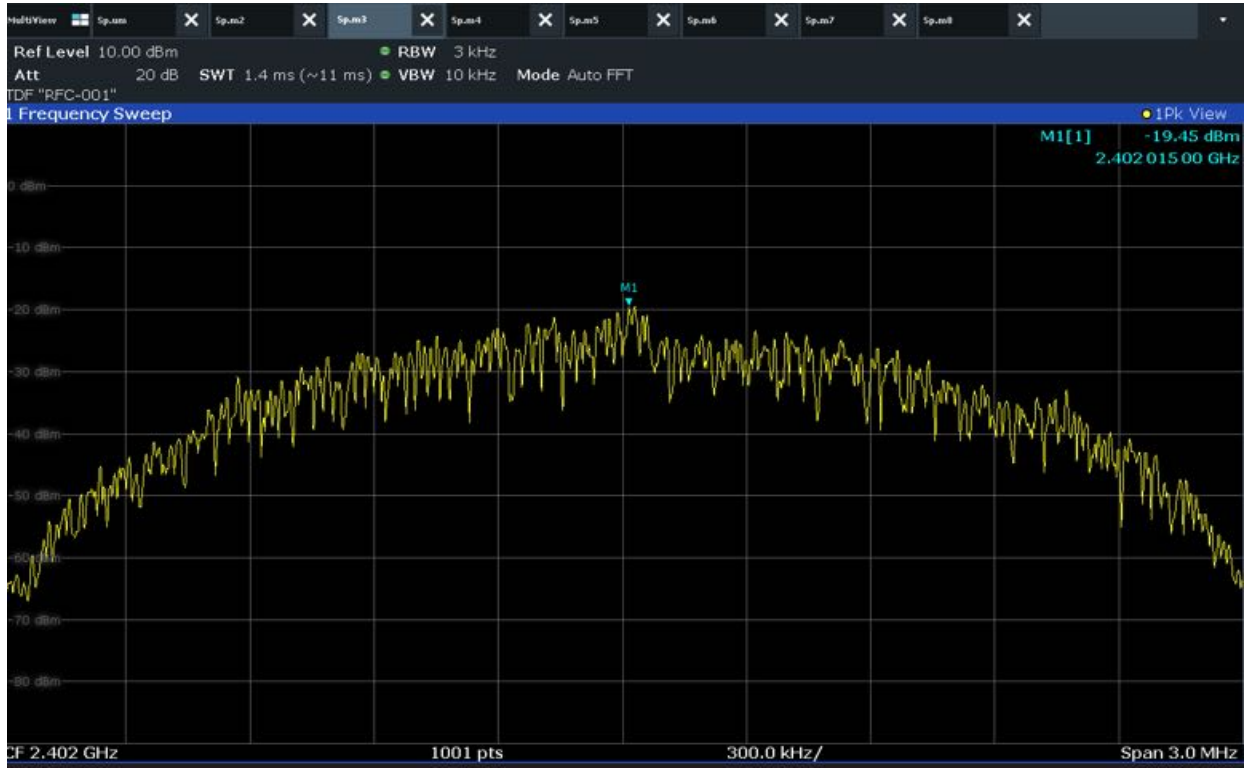 MultiView Sp.um Sp.m2 Sp.m3 Sp.m4 Sp.m5 Sp.m6 Sp.m7 Sp.m8
Ref Level 10.00 dBm RBW 3 kHz
Att 20 dB SWT 1.4 ms (~11 ms) VBW 10 kHz Mode Auto FFT
TDF "RFC-001"
1 Frequency Sweep 1Pk View
M1[1] -19.45 dBm
2.402 015 00 GHz
0 dBm
-10 dBm
M1
-20 dBm
-30 dBm
-40 dBm
-50 dBm
-60 dBm
-70 dBm
-80 dBm
CF 2.402 GHz 1001 pts 300.0 kHz/ Span 3.0 MHz